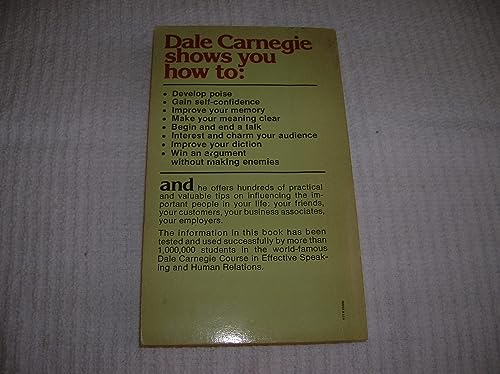 Dale Carnegie
shows you
how to:
• Develop poise
• Gain self-confidence
• Improve your memory
• Make your meaning clear
• Begin and end a talk
• Interest and charm your audience
• Improve your diction
• Win an argument
without making enemies
and he offers hundreds of practical
and valuable tips on influencing the im-
portant people in your life: your friends,
your customers, your business associates,
your employers.
The information in this book has been
tested and used successfully by more than
1,000,000 students in the world-famous
Dale Carnegie Course in Effective Speak-
ing and Human Relations.